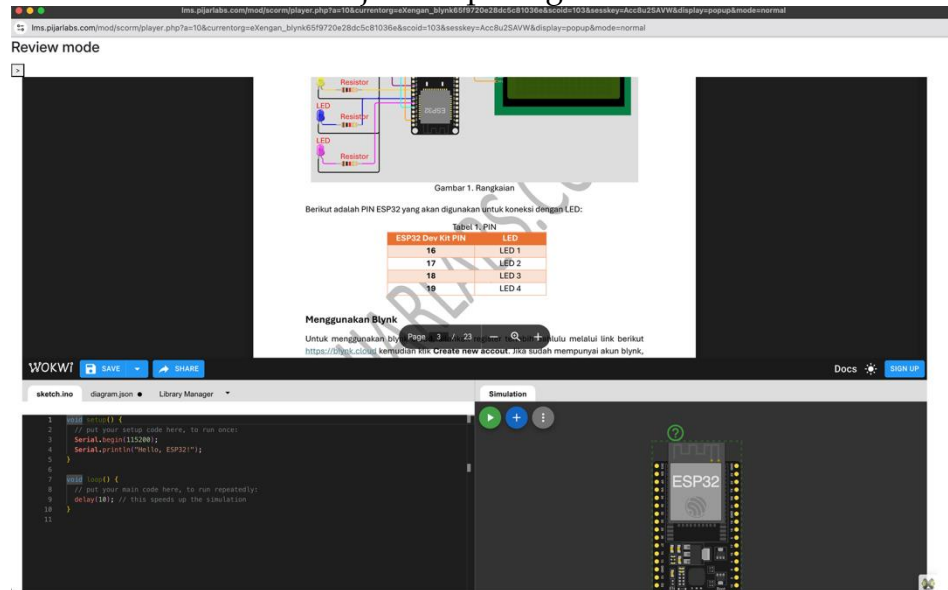 lms.pijarlabs.com/mod/scorm/player.php?a=10&currentorg=eXengan_blynk65f9720e28dc5c81036e&scoid=103&sesskey=Acc8u2SAVW&display=popup&mode=normal
lms.pijarlabs.com/mod/scorm/player.php?a=10&currentorg=eXengan_blynk65f9720e28dc5c81036e&scoid=103&sesskey=Acc8u2SAVW&display=popup&mode=normal
Review mode
>
Resistor
LED
Resistor
LED
Resistor
ESP32
Gambar 1. Rangkaian
Berikut adalah PIN ESP32 yang akan digunakan untuk koneksi dengan LED:
Tabel 1. PIN
ESP32 Dev Kit PIN LED
16 LED 1
17 LED 2
18 LED 3
19 LED 4
Menggunakan Blynk
Page 3 / 23 — +
Untuk menggunakan melalui link berikut
https://blynk.cloud kemudian klik Create new accout. Jika sudah mempunyai akun blynk,
WOKWI SAVE SHARE Docs SIGN UP
sketch.ino diagram.json Library Manager Simulation
1 void setup() {
2 // put your setup code here, to run once:
3 Serial.begin(115200);
4 Serial.println("Hello, ESP32!");
5 }
6
7 void loop() {
8 // put your main code here, to run repeatedly:
9 delay(10); // this speeds up the simulation
10 }
11
?
ESP32